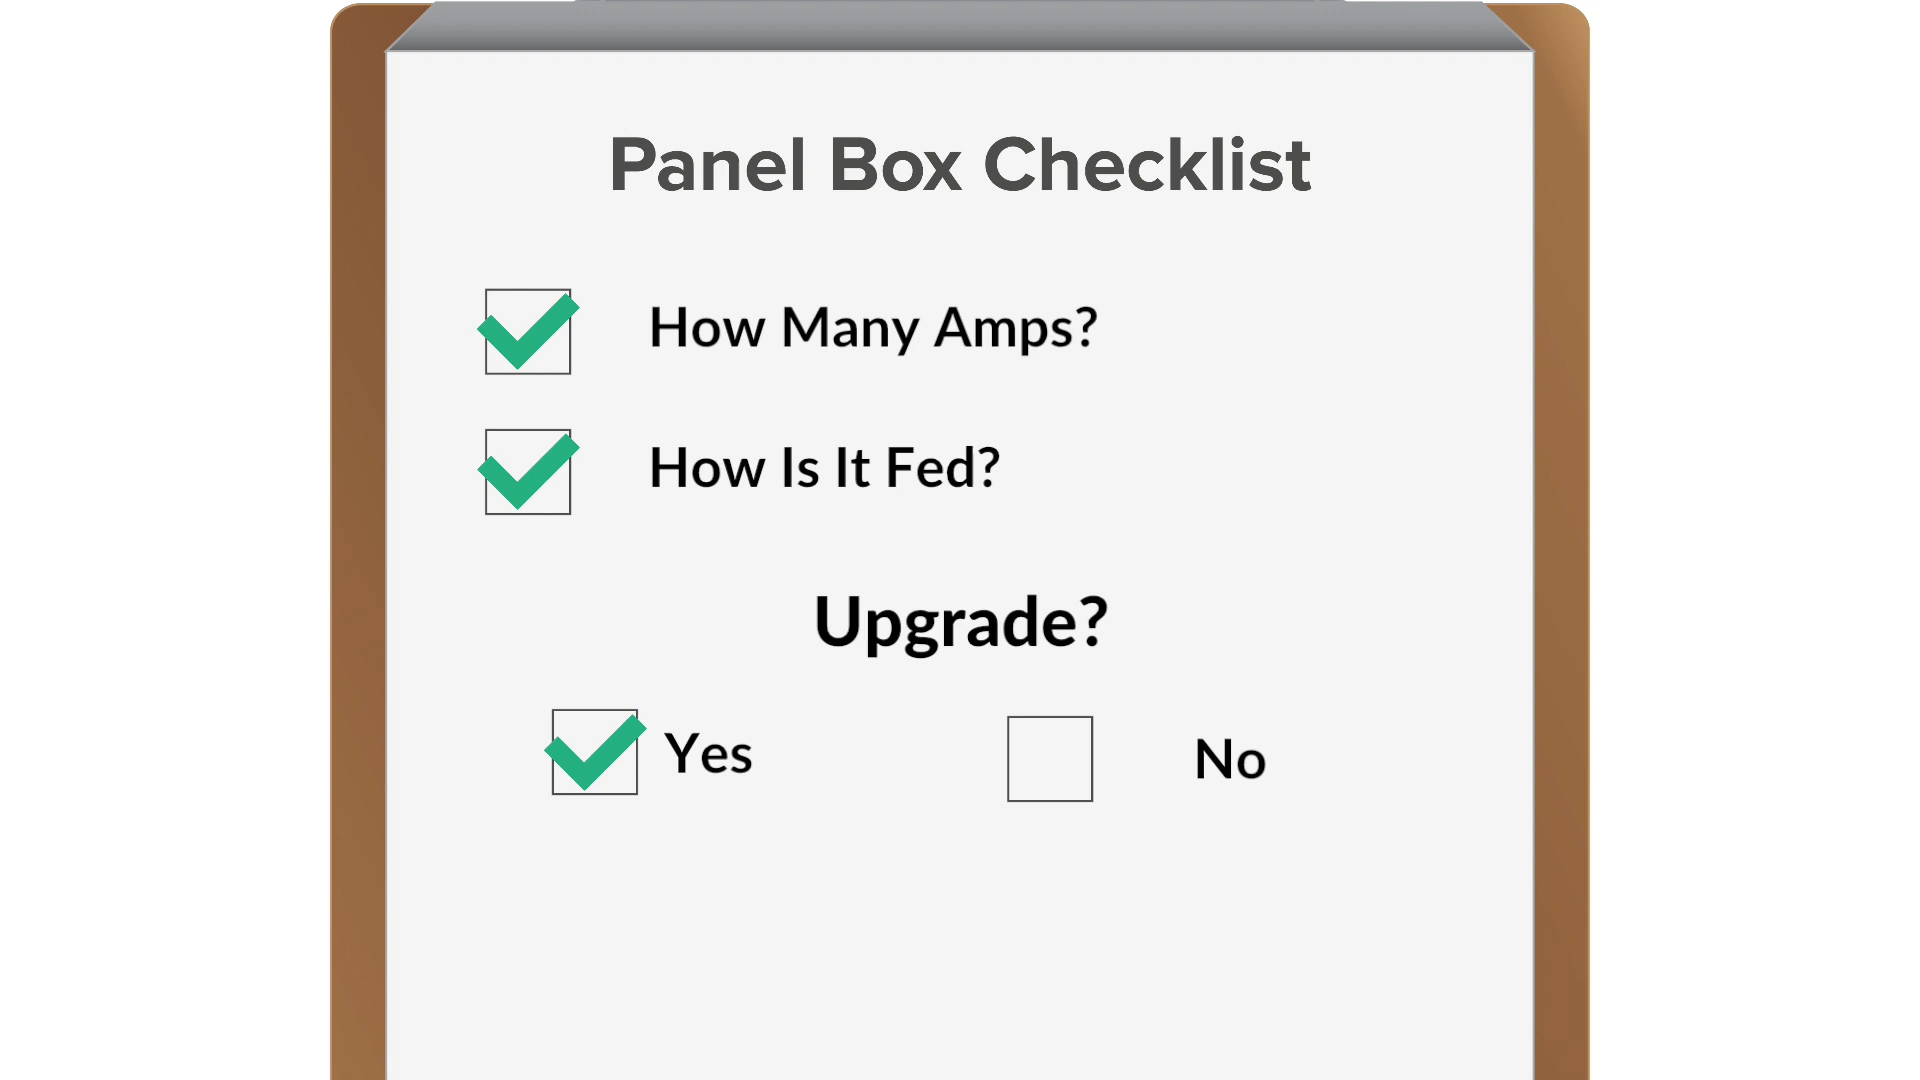 Panel Box Checklist
How Many Amps?
How Is It Fed?
Upgrade?
Yes
No